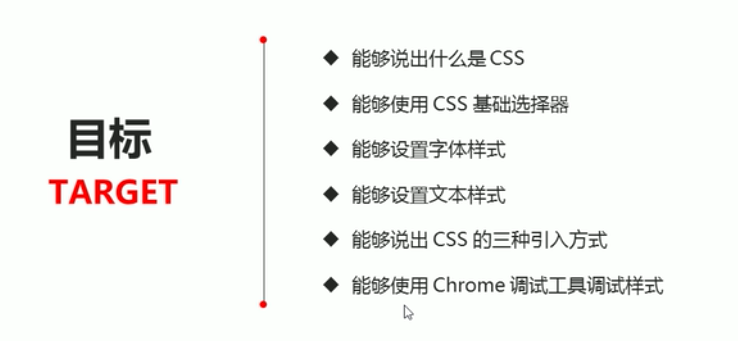 目标
TARGET
◆ 能够说出什么是 CSS
◆ 能够使用 CSS 基础选择器
◆ 能够设置字体样式
◆ 能够设置文本样式
◆ 能够说出 CSS 的三种引入方式
◆ 能够使用 Chrome 调试工具调试样式